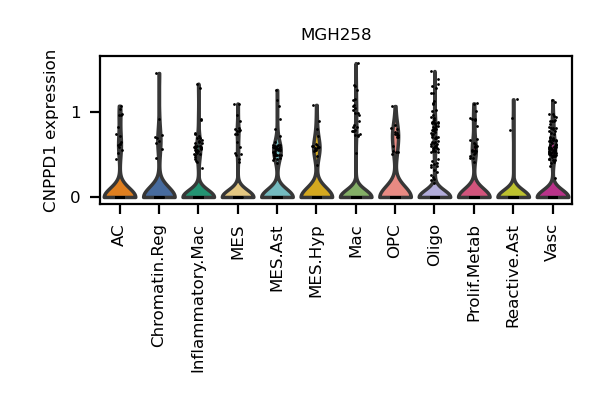 MGH258
CNPPD1 expression
1
0
AC
Chromatin.Reg
Inflammatory.Mac
MES
MES.Ast
MES.Hyp
Mac
OPC
Oligo
Prolif.Metab
Reactive.Ast
Vasc